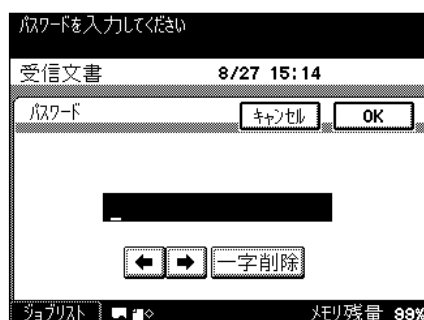 パスワードを入力してください
受信文書 8/27 15:14
パスワード キャンセル OK
一字削除
ジョブリスト メモリ残量 99%